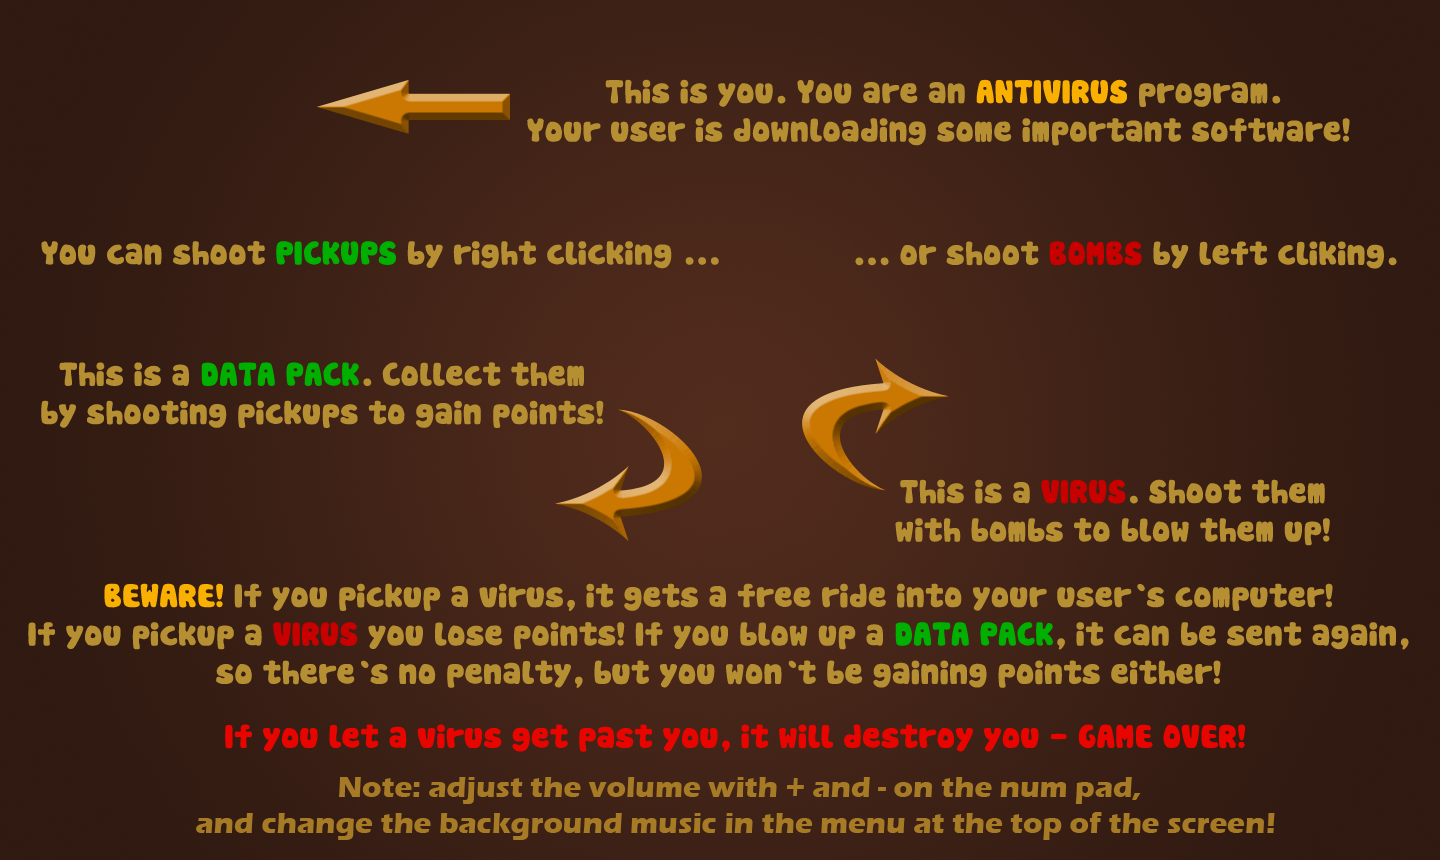 This is you. You are an ANTIVIRUS program.
Your user is downloading some important software!
You can shoot PICKUPS by right clicking ...
... or shoot BOMBS by left cliking.
This is a DATA PACK. Collect them
by shooting pickups to gain points!
This is a VIRUS. Shoot them
with bombs to blow them up!
BEWARE! If you pickup a virus, it gets a free ride into your user`s computer!
If you pickup a VIRUS you lose points! If you blow up a DATA PACK, it can be sent again,
so there`s no penalty, but you won`t be gaining points either!
If you let a virus get past you, it will destroy you - GAME OVER!
Note: adjust the volume with + and - on the num pad,
and change the background music in the menu at the top of the screen!